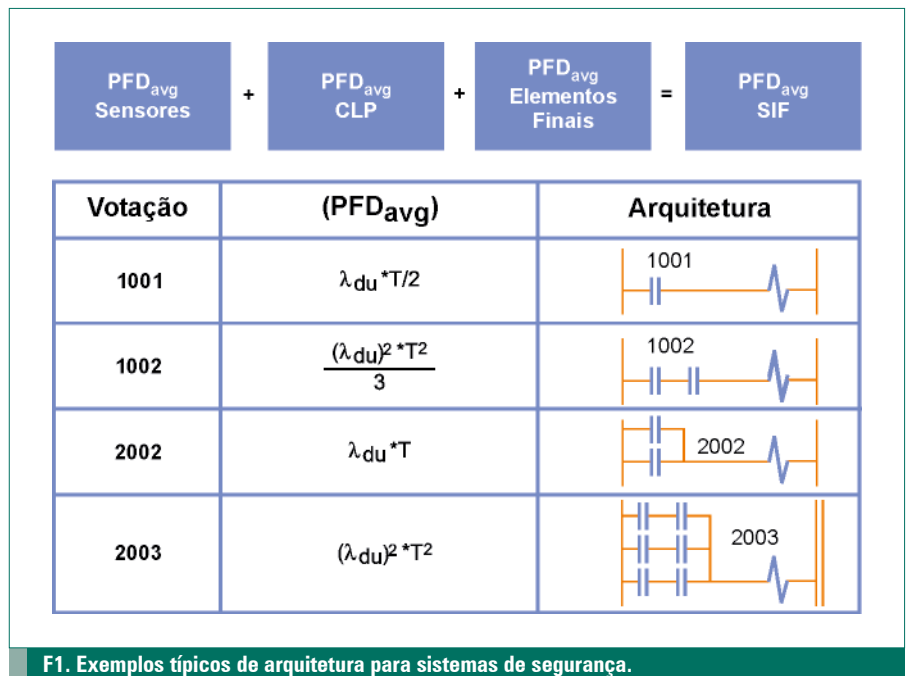 PFDavg
Sensores
+
PFDavg
CLP
+
PFDavg
Elementos
Finais
=
PFDavg
SIF
Votação
(PFDavg)
Arquitetura
1001
λdu*T/2
1001
1002
(λdu)² *T²
3
1002
2002
λdu*T
2002
2003
(λdu)² *T²
2003
F1. Exemplos típicos de arquitetura para sistemas de segurança.